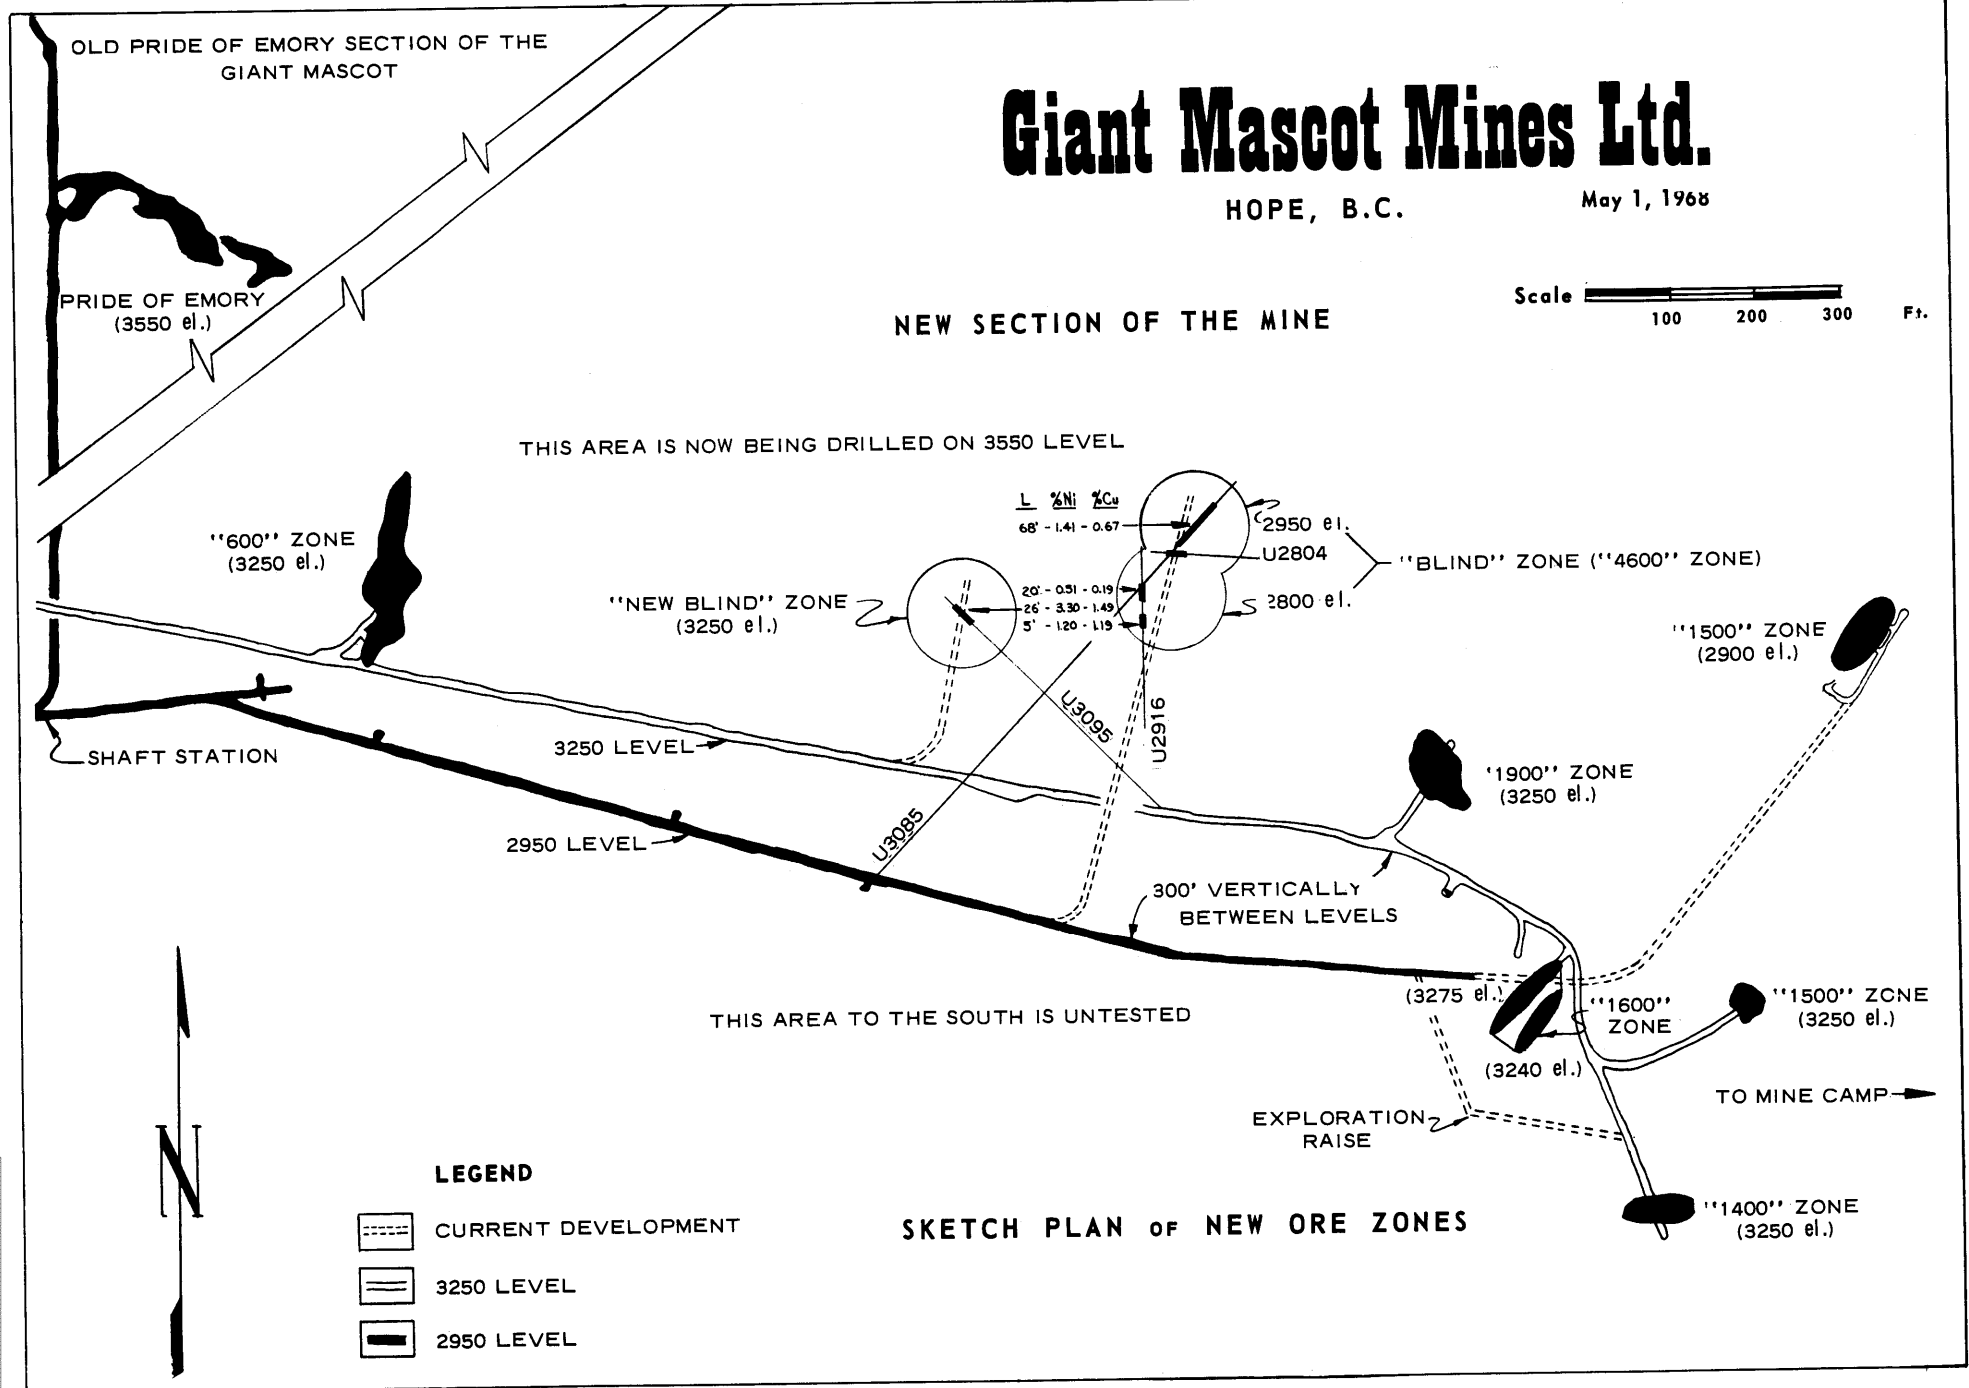 OLD PRIDE OF EMORY SECTION OF THE
GIANT MASCOT
Giant Mascot Mines Ltd.
HOPE, B.C.
May 1, 1968
PRIDE OF EMORY
(3550 el.)
Scale
100 200 300 Ft.
NEW SECTION OF THE MINE
THIS AREA IS NOW BEING DRILLED ON 3550 LEVEL
L %Ni %Cu
68' - 1.41 - 0.67
2950 el.
U2804
"BLIND" ZONE ("4600" ZONE)
2800 el.
20' - 0.51 - 0.19
26' - 3.30 - 1.49
5' - 1.20 - 1.19
"600" ZONE
(3250 el.)
"NEW BLIND" ZONE
(3250 el.)
"1500" ZONE
(2900 el.)
U3095
U2916
U3085
SHAFT STATION
3250 LEVEL
2950 LEVEL
"1900" ZONE
(3250 el.)
300' VERTICALLY
BETWEEN LEVELS
(3275 el.)
"1600"
ZONE
(3240 el.)
"1500" ZONE
(3250 el.)
THIS AREA TO THE SOUTH IS UNTESTED
TO MINE CAMP
EXPLORATION
RAISE
"1400" ZONE
(3250 el.)
N
LEGEND
CURRENT DEVELOPMENT
3250 LEVEL
2950 LEVEL
SKETCH PLAN OF NEW ORE ZONES